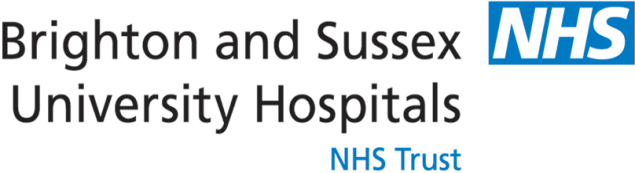 Brighton and Sussex NHS
University Hospitals
NHS Trust